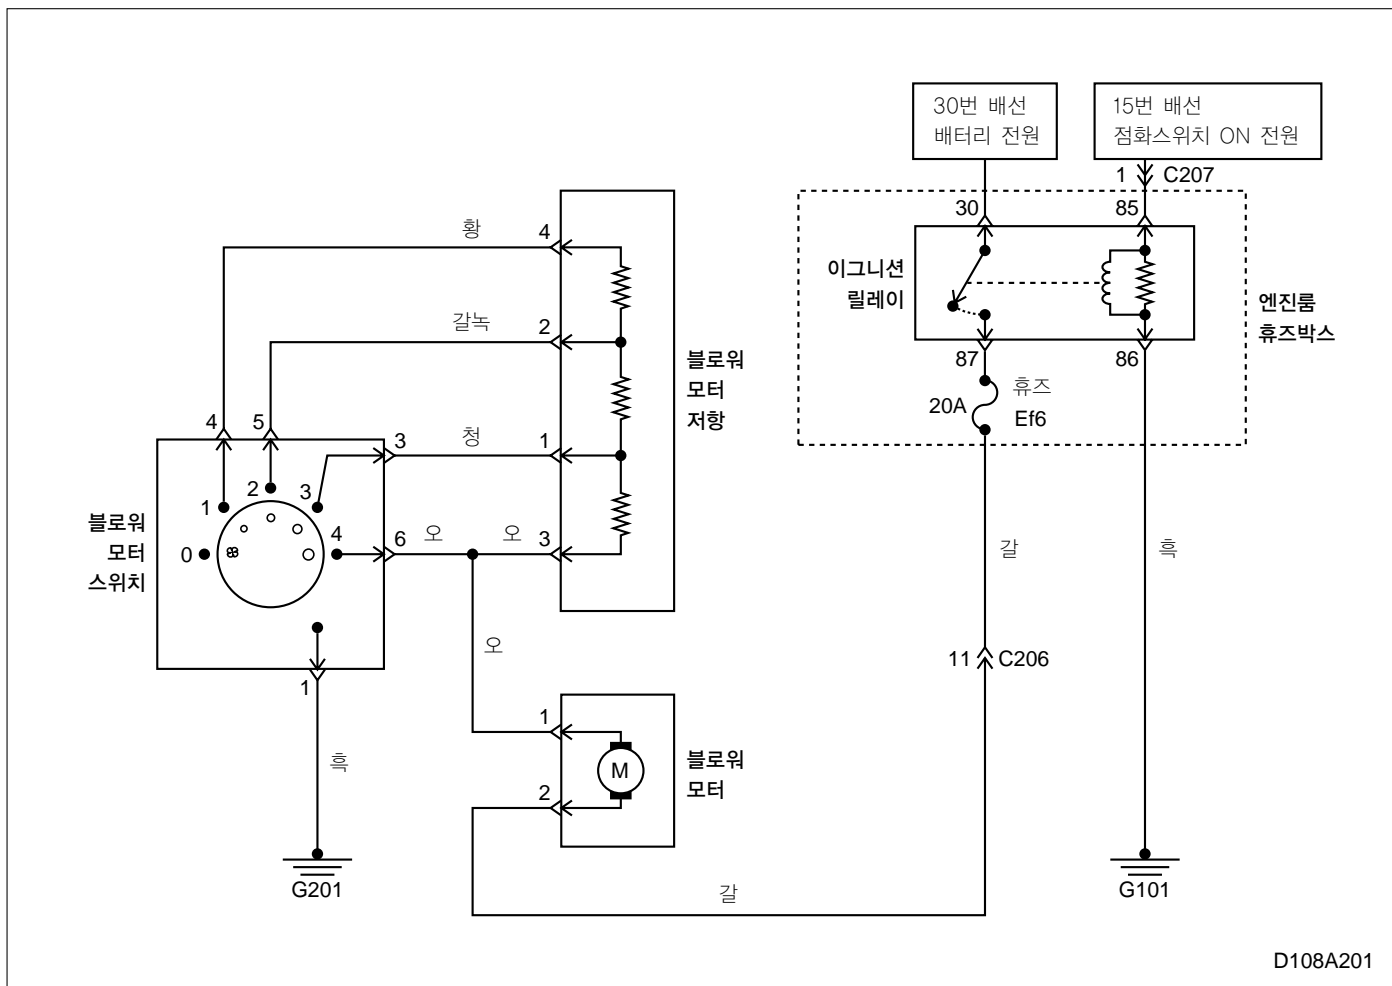 30번 배선
배터리 전원
15번 배선
점화스위치 ON 전원
1
C207
30
85
이그니션
릴레이
엔진룸
휴즈박스
87
86
20A
휴즈
Ef6
황
4
갈녹
2
블로워
모터
저항
4
5
3
청
1
1
2
3
4
0
블로워
모터
스위치
6
오
오
3
갈
흑
오
11
C206
1
1
블로워
모터
M
2
흑
G201
갈
G101
D108A201